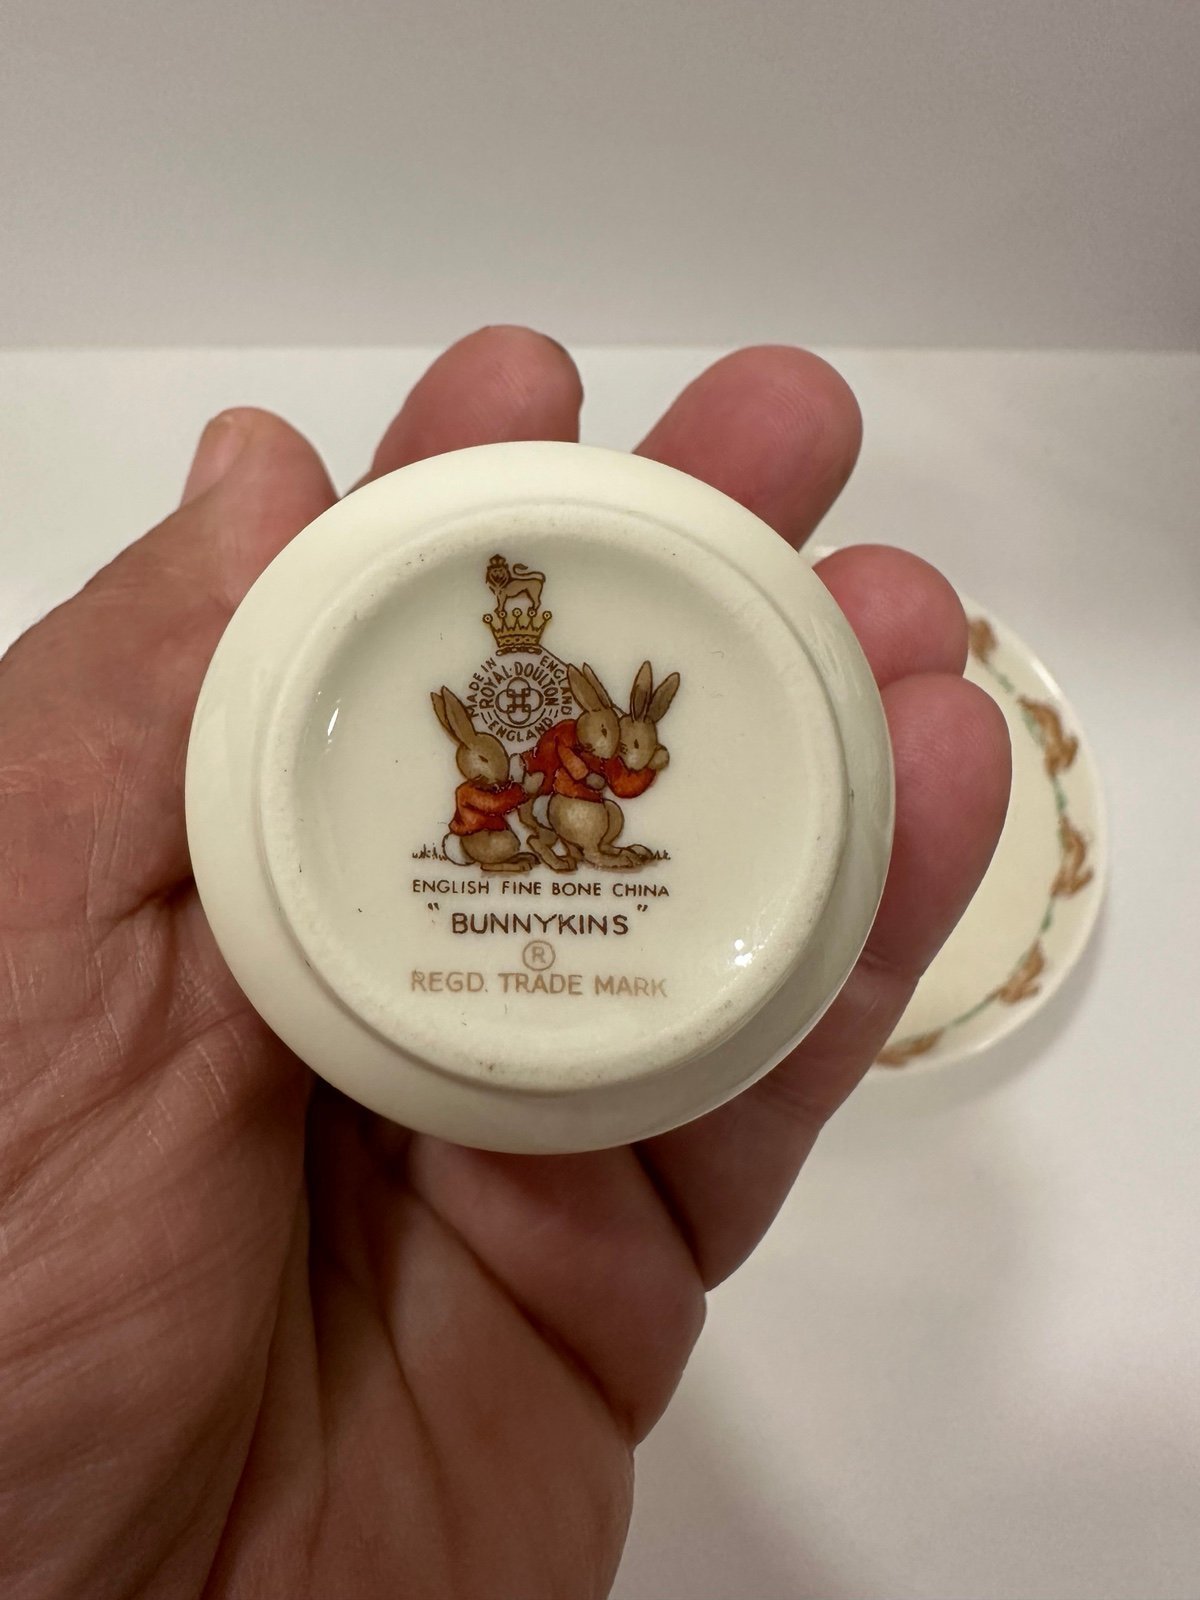 MADE IN ENGLAND
ROYAL·DOULTON
ENGLAND
ENGLISH FINE BONE CHINA
"BUNNYKINS"
®
REGD. TRADE MARK